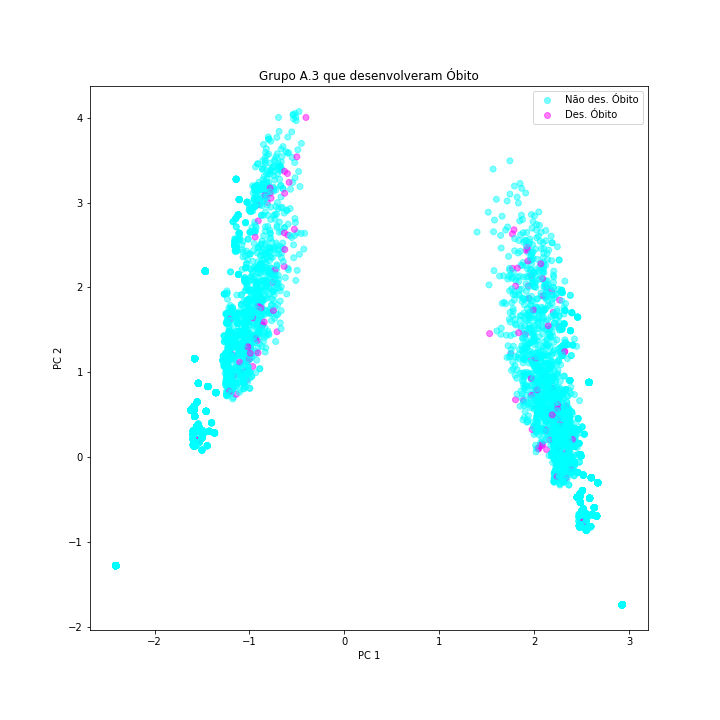 Grupo A.3 que desenvolveram Óbito
Não des. Óbito
Des. Óbito
4
3
2
1
0
−1
−2
PC 2
−2 −1 0 1 2 3
PC 1